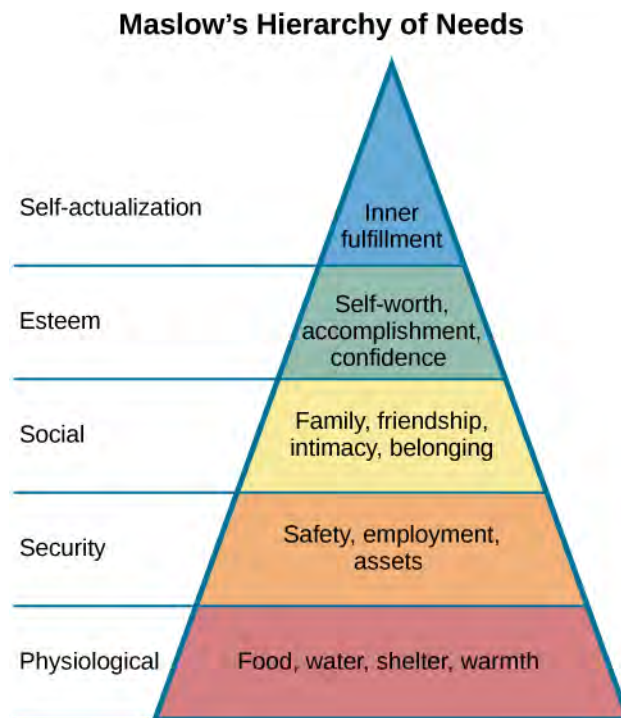 Maslow's Hierarchy of Needs
Self-actualization
Inner
fulfillment
Esteem
Self-worth,
accomplishment,
confidence
Social
Family, friendship,
intimacy, belonging
Security
Safety, employment,
assets
Physiological
Food, water, shelter, warmth